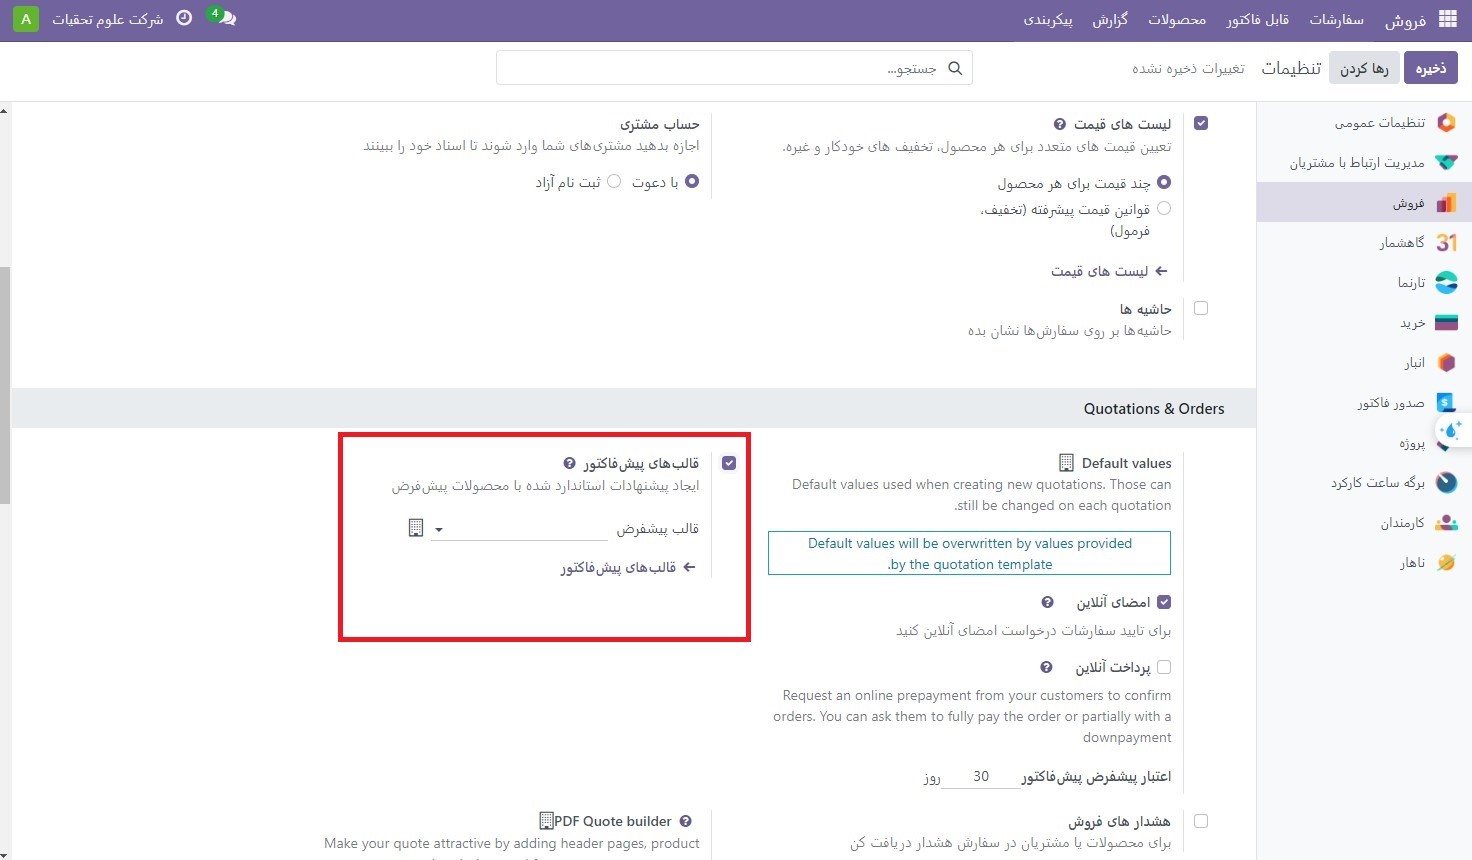 فروش
سفارشات
قابل فاکتور
محصولات
گزارش
پیکربندی
4
شرکت علوم تحقیات
A
ذخیره
رها کردن
تنظیمات
تغییرات ذخیره نشده
جستجو...
تنظیمات عمومی
مدیریت ارتباط با مشتریان
فروش
31
گاهشمار
تارنما
خرید
انبار
صدور فاکتور
پروژه
برگه ساعت کارکرد
کارمندان
ناهار
لیست های قیمت
تعیین قیمت های متعدد برای هر محصول، تخفیف های خودکار و غیره.
چند قیمت برای هر محصول
قوانین قیمت پیشرفته (تخفیف،
فرمول)
لیست های قیمت
حساب مشتری
اجازه بدهید مشتری‌های شما وارد شوند تا اسناد خود را ببینند
با دعوت
ثبت نام آزاد
حاشیه ها
حاشیه‌ها بر روی سفارش‌ها نشان بده
Quotations & Orders
Default values
Default values used when creating new quotations. Those can
still be changed on each quotation.
Default values will be overwritten by values provided
by the quotation template.
امضای آنلاین
برای تایید سفارشات درخواست امضای آنلاین کنید
پرداخت آنلاین
Request an online prepayment from your customers to confirm
orders. You can ask them to fully pay the order or partially with a
downpayment
اعتبار پیشفرض پیش‌فاکتور 30 روز
قالب‌های پیش‌فاکتور
ایجاد پیشنهادات استاندارد شده با محصولات پیش‌فرض
قالب پیشفرض
قالب‌های پیش‌فاکتور
هشدار های فروش
برای محصولات یا مشتریان در سفارش هشدار دریافت کن
PDF Quote builder
Make your quote attractive by adding header pages, product